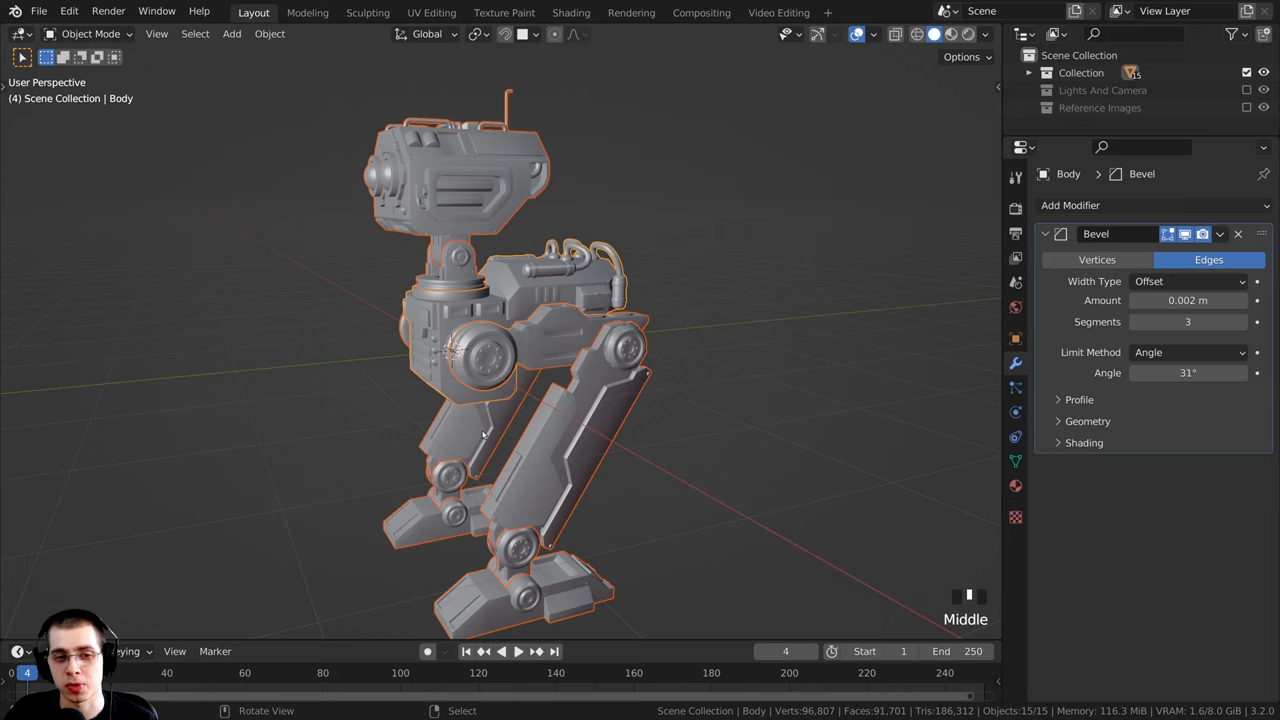 File Edit Render Window Help Layout Modeling Sculpting UV Editing Texture Paint Shading Rendering Compositing Video Editing + Scene View Layer
Object Mode View Select Add Object Global
Options
User Perspective
(4) Scene Collection | Body
Scene Collection
Collection 15
Lights And Camera
Reference Images
Body > Bevel
Add Modifier
Bevel
Vertices Edges
Width Type Offset
Amount 0.002 m
Segments 3
Limit Method Angle
Angle 31°
Profile
Geometry
Shading
Middle
Keying View Marker 4 Start 1 End 250
0 4 40 60 80 100 120 140 160 180 200 220 240
Rotate View Select Scene Collection | Body | Verts:96,807 | Faces:91,701 | Tris:186,312 | Objects:15/15 | Memory: 116.3 MiB | VRAM: 1.6/8.0 GiB | 3.2.0